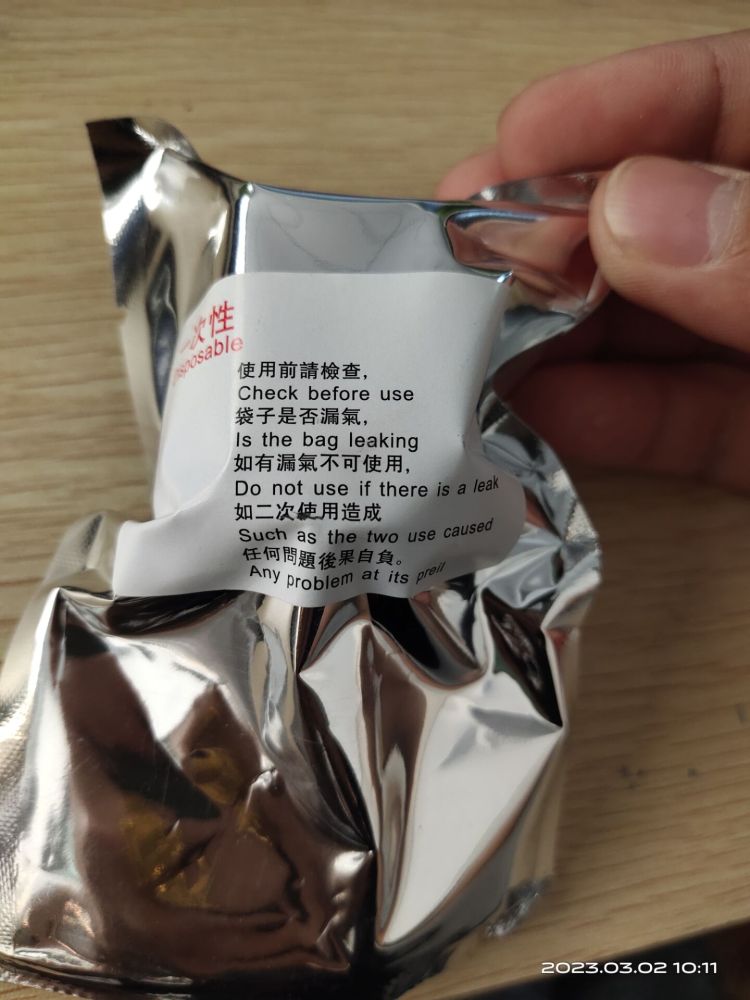 次性
posable
使用前請檢查,
Check before use
袋子是否漏氣,
Is the bag leaking
如有漏氣不可使用,
Do not use if there is a leak
如二次使用造成
Such as the two use caused
任何問題後果自負。
Any problem at its preil
2023.03.02 10:11